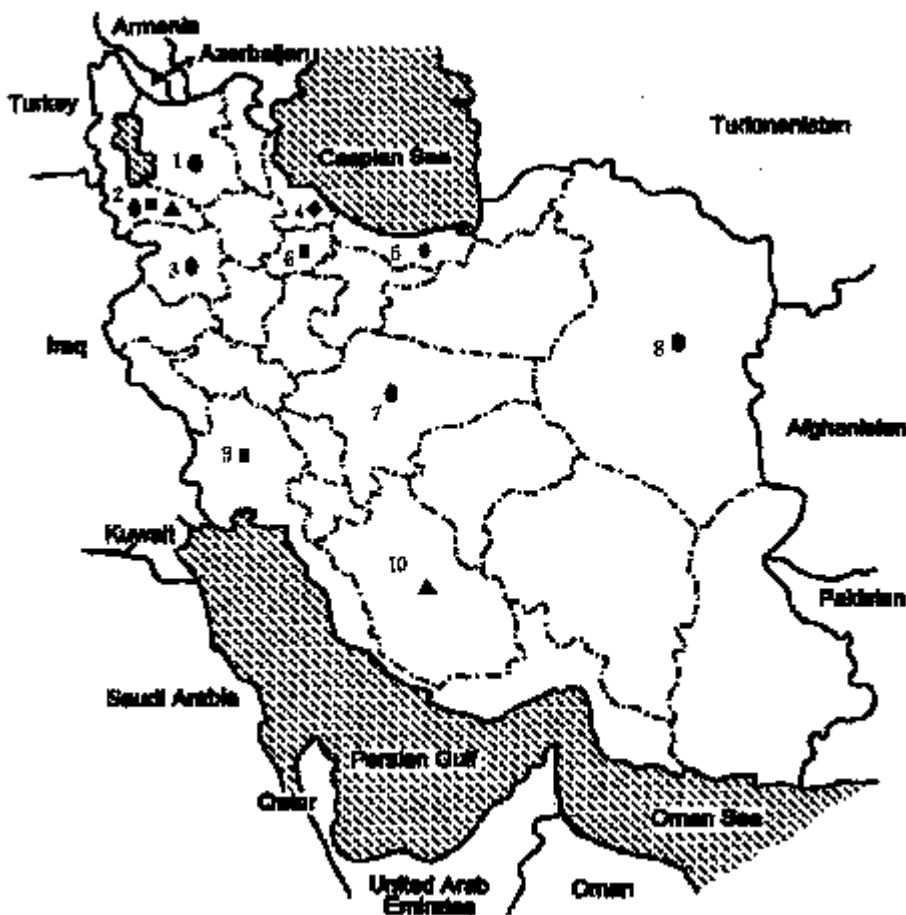 Armenia
Azerbaijan
Turkey
Caspian Sea
Turkmenistan
1
2
4
3
6
5
Iraq
8
7
Afghanistan
9
Kuwait
10
Pakistan
Saudi Arabia
Persian Gulf
Qatar
Oman Sea
United Arab
Emirates
Oman